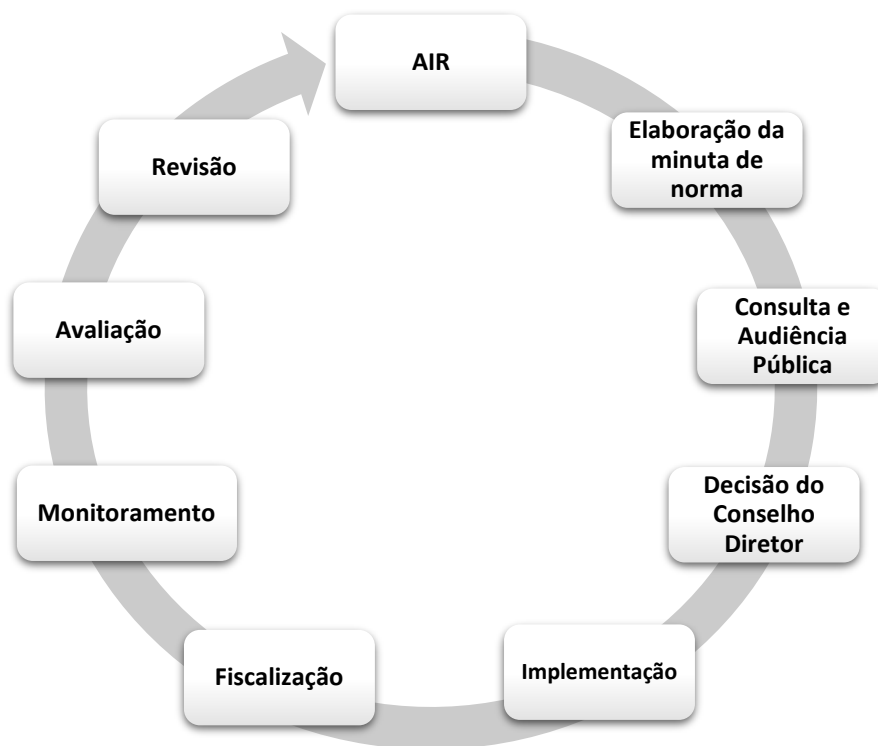 AIR
Elaboração da
minuta de
norma
Consulta e
Audiência
Pública
Decisão do
Conselho
Diretor
Implementação
Fiscalização
Monitoramento
Avaliação
Revisão